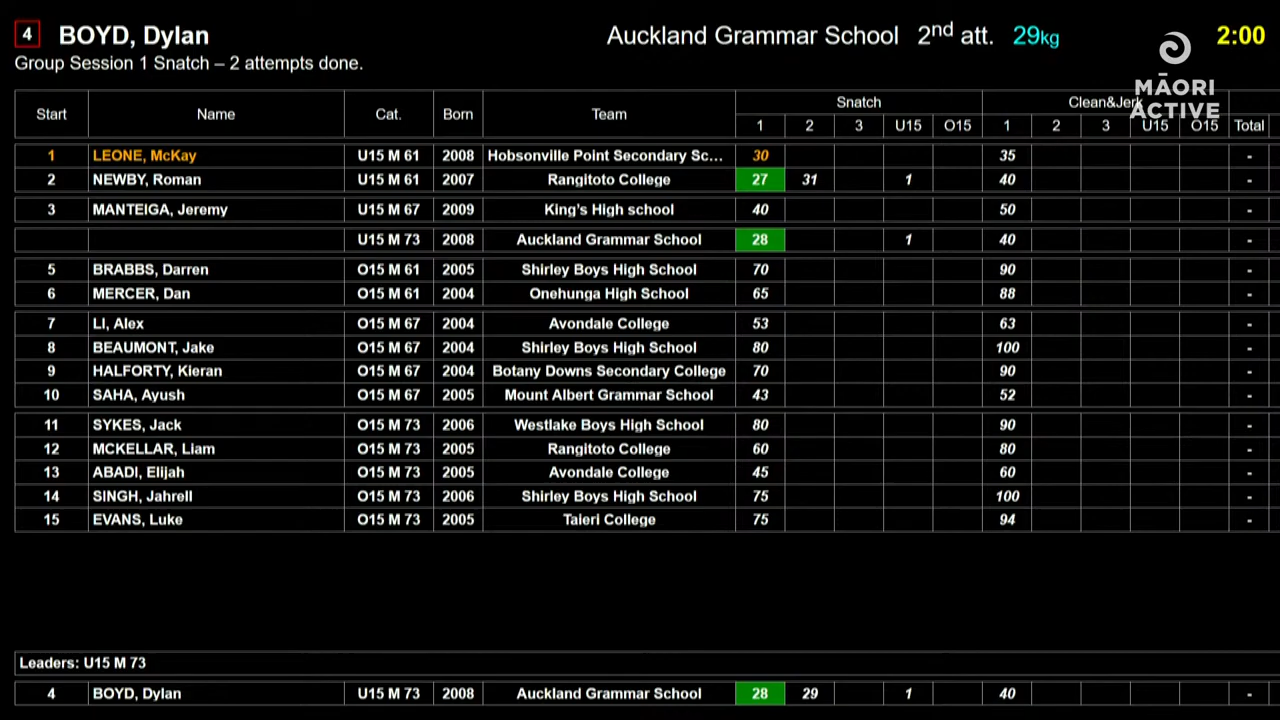 4 BOYD, Dylan Auckland Grammar School 2nd att. 29kg 2:00
Group Session 1 Snatch – 2 attempts done.
MĀORI
ACTIVE
Start Name Cat. Born Team Snatch Clean&Jerk
1 2 3 U15 O15 1 2 3 U15 O15 Total
1 LEONE, McKay U15 M 61 2008 Hobsonville Point Secondary Sc... 30 35 -
2 NEWBY, Roman U15 M 61 2007 Rangitoto College 27 31 1 40 -
3 MANTEIGA, Jeremy U15 M 67 2009 King's High school 40 50 -
U15 M 73 2008 Auckland Grammar School 28 1 40 -
5 BRABBS, Darren O15 M 61 2005 Shirley Boys High School 70 90 -
6 MERCER, Dan O15 M 61 2004 Onehunga High School 65 88 -
7 LI, Alex O15 M 67 2004 Avondale College 53 63 -
8 BEAUMONT, Jake O15 M 67 2004 Shirley Boys High School 80 100 -
9 HALFORTY, Kieran O15 M 67 2004 Botany Downs Secondary College 70 90 -
10 SAHA, Ayush O15 M 67 2005 Mount Albert Grammar School 43 52 -
11 SYKES, Jack O15 M 73 2006 Westlake Boys High School 80 90 -
12 MCKELLAR, Liam O15 M 73 2005 Rangitoto College 60 80 -
13 ABADI, Elijah O15 M 73 2005 Avondale College 45 60 -
14 SINGH, Jahrell O15 M 73 2006 Shirley Boys High School 75 100 -
15 EVANS, Luke O15 M 73 2005 Taieri College 75 94 -
Leaders: U15 M 73
4 BOYD, Dylan U15 M 73 2008 Auckland Grammar School 28 29 1 40 -